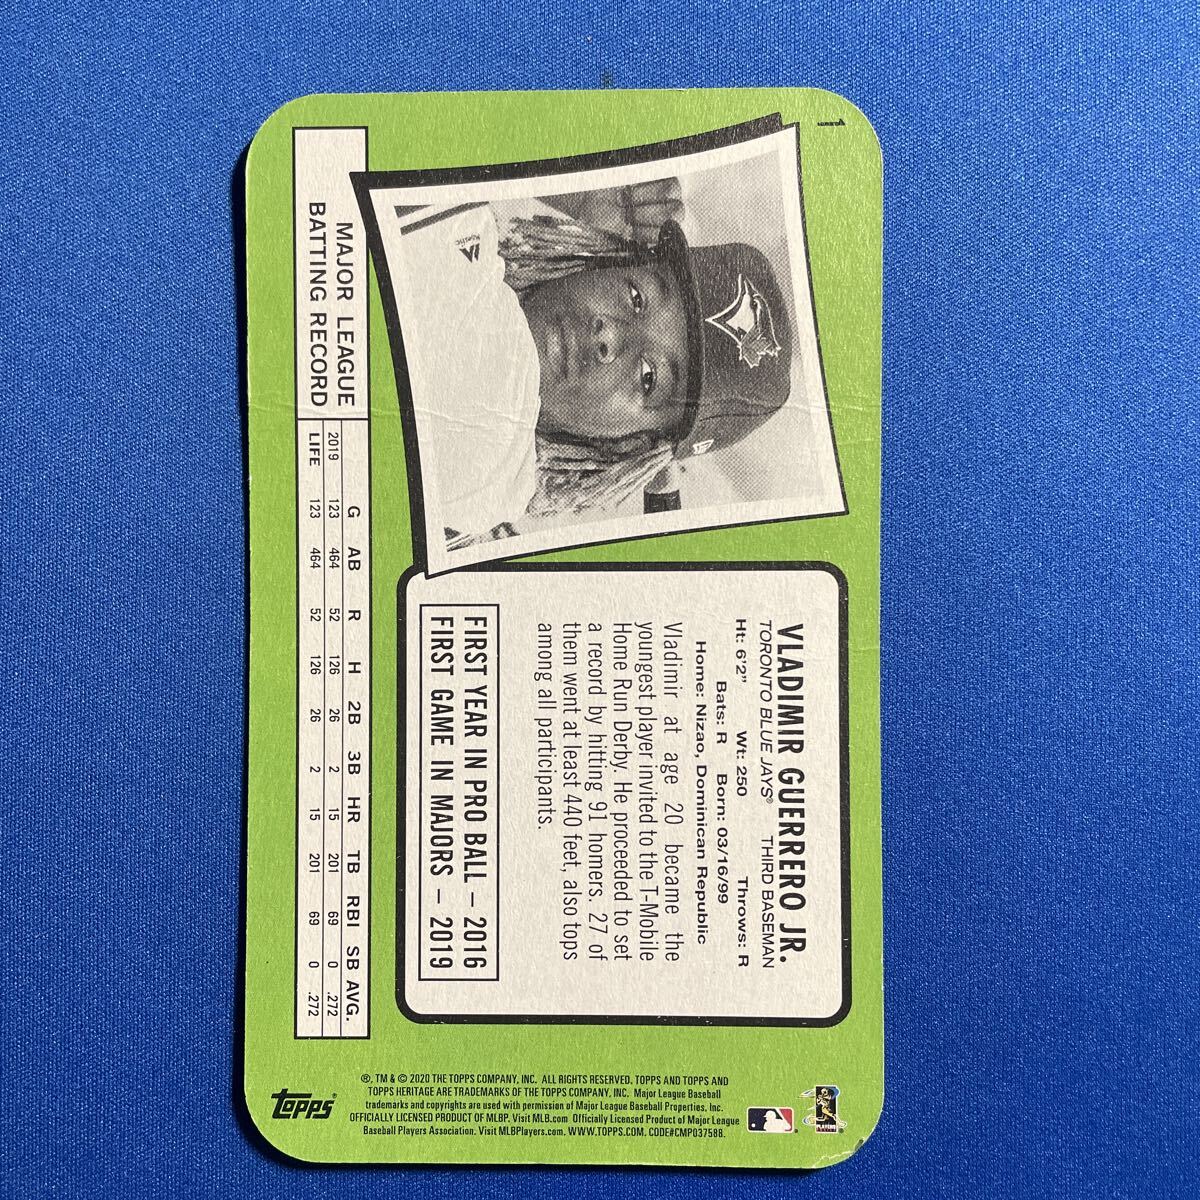 VLADIMIR GUERRERO JR.
TORONTO BLUE JAYS® THIRD BASEMAN
Ht: 6'2" Wt: 250 Throws: R
Bats: R Born: 03/16/99
Home: Nizao, Dominican Republic
Vladimir at age 20 became the
youngest player invited to the T-Mobile
Home Run Derby. He proceeded to set
a record by hitting 91 homers. 27 of
them went at least 440 feet, also tops
among all participants.
FIRST YEAR IN PRO BALL – 2016
FIRST GAME IN MAJORS – 2019
MAJOR LEAGUE
BATTING RECORD
G AB R H 2B 3B HR TB RBI SB AVG.
2019 123 464 52 126 26 2 15 201 69 0 .272
LIFE 123 464 52 126 26 2 15 201 69 0 .272
®, TM & © 2020 THE TOPPS COMPANY, INC. ALL RIGHTS RESERVED. TOPPS AND TOPPS AND
TOPPS HERITAGE ARE TRADEMARKS OF THE TOPPS COMPANY, INC. Major League Baseball
trademarks and copyrights are used with permission of Major League Baseball Properties, Inc.
OFFICIALLY LICENSED PRODUCT OF MLBP. Visit MLB.com Officially Licensed Product of Major League
Baseball Players Association. Visit MLBPlayers.com. WWW.TOPPS.COM. CODE#CMP037588.
TOPPS®
PLAYERS
Majestic